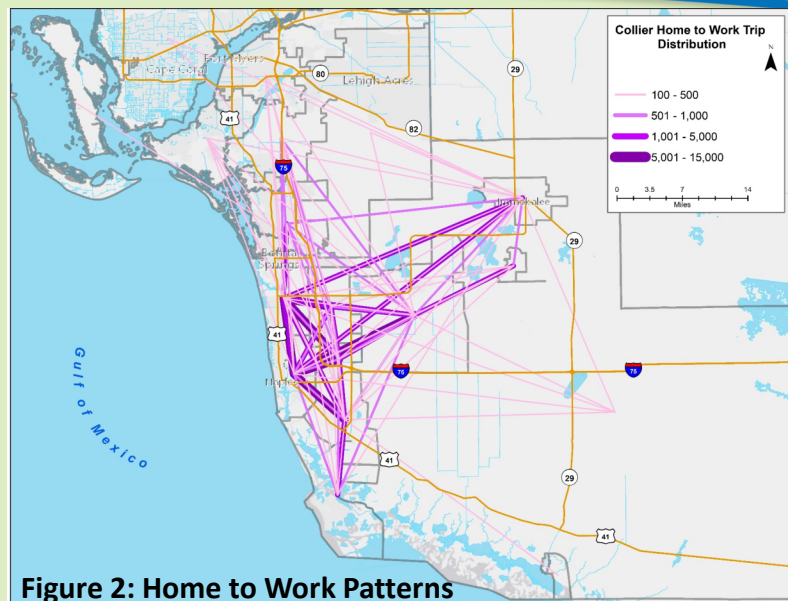 Collier Home to Work Trip
Distribution
N
100 - 500
501 - 1,000
1,001 - 5,000
5,001 - 15,000
0 3.5 7 14
Miles
Fort Myers
Cape Coral
80
Lehigh Acres
29
41
82
75
Immokalee
29
Bonita
Springs
41
75
75
Naples
Gulf of Mexico
41
29
41
Figure 2: Home to Work Patterns